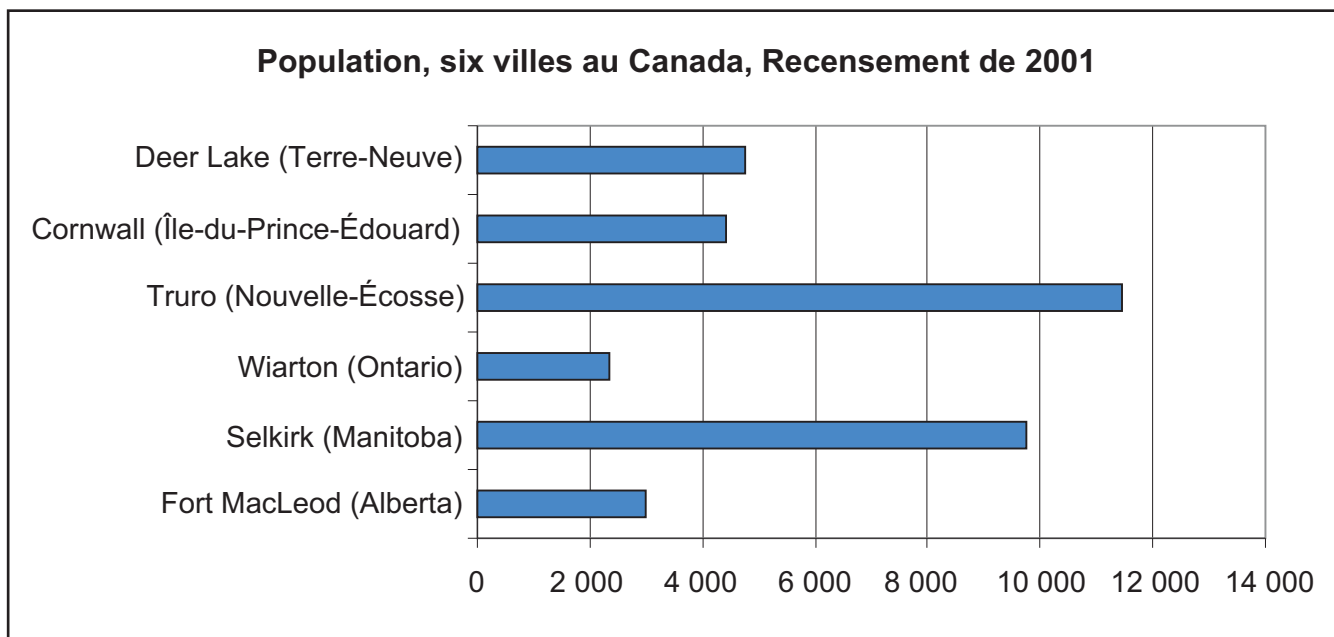 Population, six villes au Canada, Recensement de 2001
Deer Lake (Terre-Neuve)
Cornwall (Île-du-Prince-Édouard)
Truro (Nouvelle-Écosse)
Wiarton (Ontario)
Selkirk (Manitoba)
Fort MacLeod (Alberta)
0 2 000 4 000 6 000 8 000 10 000 12 000 14 000